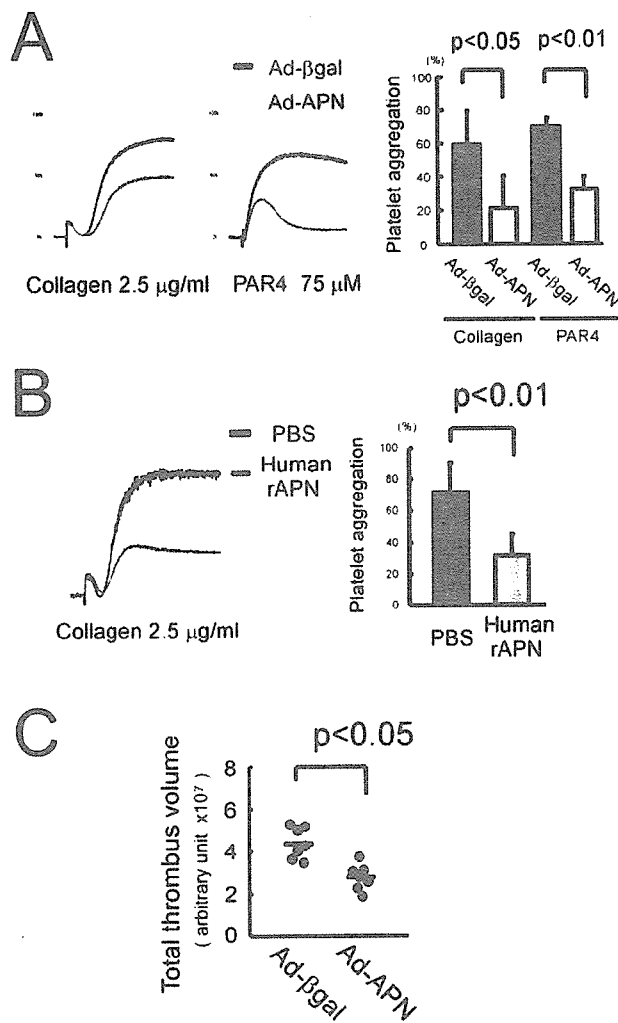 A
Ad-βgal
Ad-APN
Collagen 2.5 μg/ml
PAR4 75 μM
p<0.05
p<0.01
(%)
100
80
60
40
20
0
Platelet aggregation
Ad-βgal
Ad-APN
Ad-βgal
Ad-APN
Collagen
PAR4
B
PBS
Human
rAPN
Collagen 2.5 μg/ml
p<0.01
(%)
100
80
60
40
20
0
Platelet aggregation
PBS
Human
rAPN
C
p<0.05
Total thrombus volume
( arbitrary unit x10⁷ )
8
6
4
2
0
Ad-βgal
Ad-APN